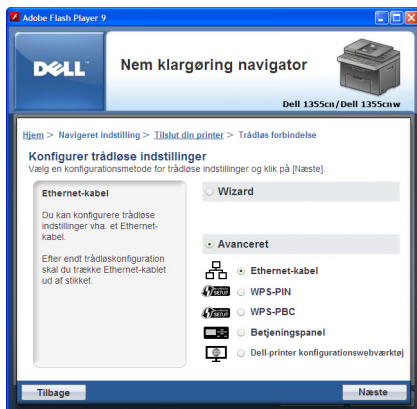 Adobe Flash Player 9
DELL
Nem klargøring navigator
Dell 1355cn/Dell 1355cnw
Hjem > Navigeret indstilling > Tilslut din printer > Trådløs forbindelse
Konfigurer trådløse indstillinger
Vælg en konfigurationsmetode for trådløse indstillinger og klik på [Næste].
Ethernet-kabel
Du kan konfigurere trådløse
indstillinger vha. et Ethernet-
kabel.
Efter endt trådløskonfiguration
skal du trække Ethernet-kablet
ud af stikket.
Wizard
Avanceret
Ethernet-kabel
WPS-PIN
WPS-PBC
Betjeningspanel
Dell-printer konfigurationswebværktøj
Tilbage
Næste